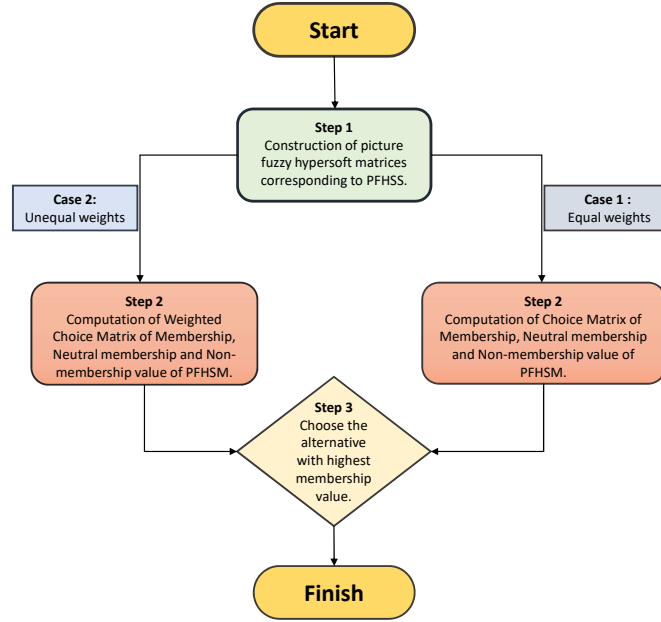 Start
Step 1
Construction of picture
fuzzy hypersoft matrices
corresponding to PFHSS.
Case 2:
Unequal weights
Case 1 :
Equal weights
Step 2
Computation of Weighted
Choice Matrix of Membership,
Neutral membership and Non-
membership value of PFHSM.
Step 2
Computation of Choice Matrix of
Membership, Neutral membership
and Non-membership value of
PFHSM.
Step 3
Choose the
alternative
with highest
membership
value.
Finish